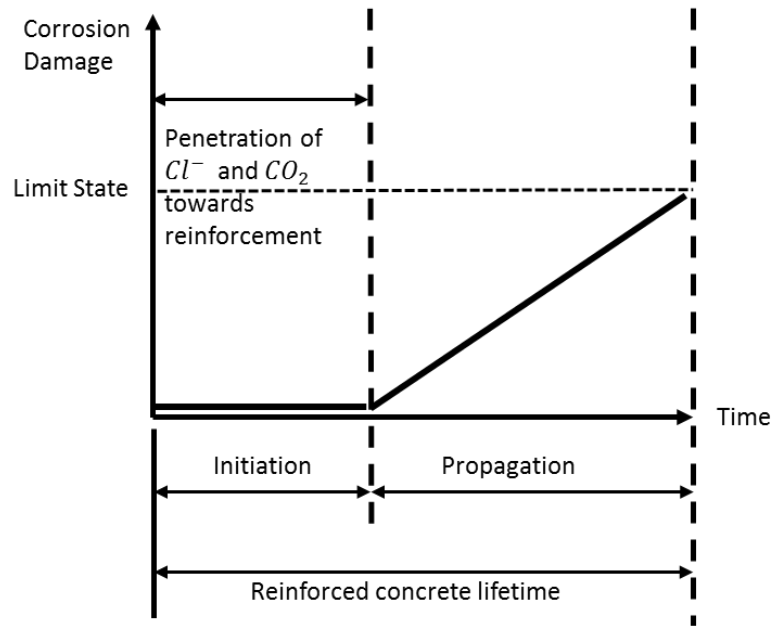 Corrosion
Damage
Penetration of
Cl⁻ and CO₂
Limit State
towards
reinforcement
Time
Initiation
Propagation
Reinforced concrete lifetime